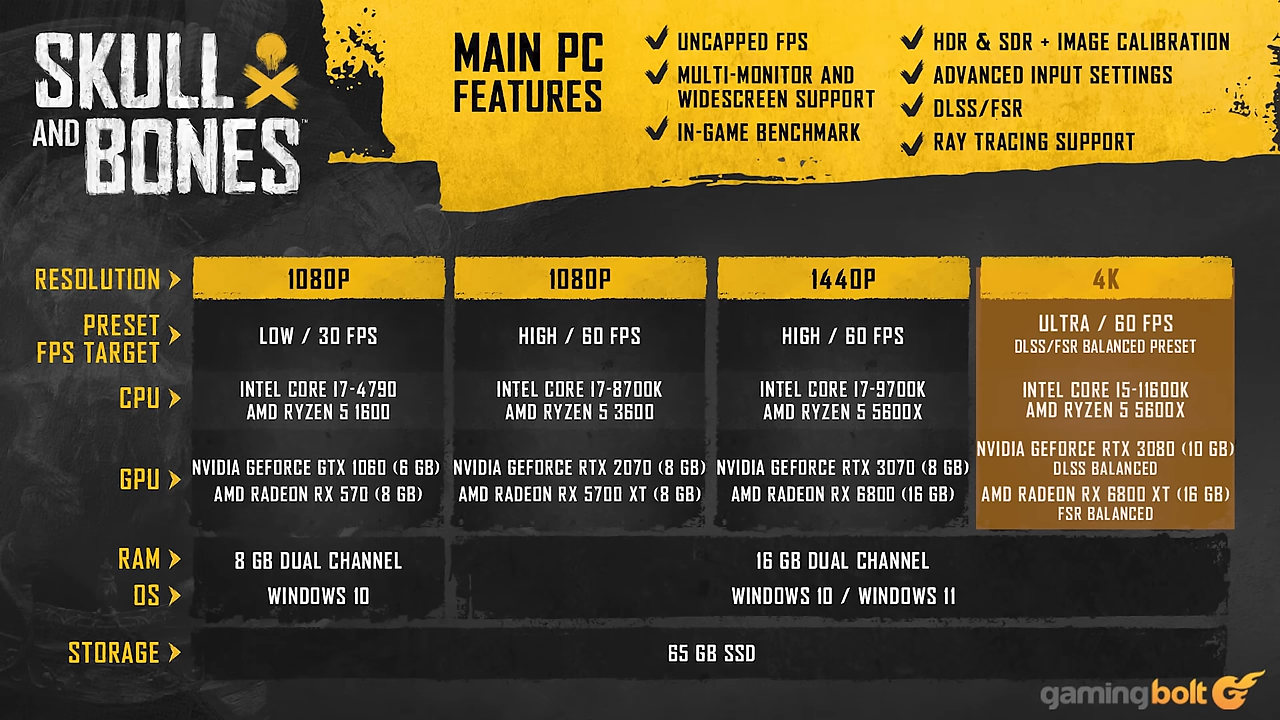 SKULL
AND BONES™
MAIN PC
FEATURES
UNCAPPED FPS
MULTI-MONITOR AND
WIDESCREEN SUPPORT
IN-GAME BENCHMARK
HDR & SDR + IMAGE CALIBRATION
ADVANCED INPUT SETTINGS
DLSS/FSR
RAY TRACING SUPPORT
RESOLUTION
1080P
1080P
1440P
4K
PRESET
FPS TARGET
LOW / 30 FPS
HIGH / 60 FPS
HIGH / 60 FPS
ULTRA / 60 FPS
DLSS/FSR BALANCED PRESET
CPU
INTEL CORE I7-4790
AMD RYZEN 5 1600
INTEL CORE I7-8700K
AMD RYZEN 5 3600
INTEL CORE I7-9700K
AMD RYZEN 5 5600X
INTEL CORE I5-11600K
AMD RYZEN 5 5600X
GPU
NVIDIA GEFORCE GTX 1060 (6 GB)
AMD RADEON RX 570 (8 GB)
NVIDIA GEFORCE RTX 2070 (8 GB)
AMD RADEON RX 5700 XT (8 GB)
NVIDIA GEFORCE RTX 3070 (8 GB)
AMD RADEON RX 6800 (16 GB)
NVIDIA GEFORCE RTX 3080 (10 GB)
DLSS BALANCED
AMD RADEON RX 6800 XT (16 GB)
FSR BALANCED
RAM
8 GB DUAL CHANNEL
16 GB DUAL CHANNEL
OS
WINDOWS 10
WINDOWS 10 / WINDOWS 11
STORAGE
65 GB SSD
gamingbolt